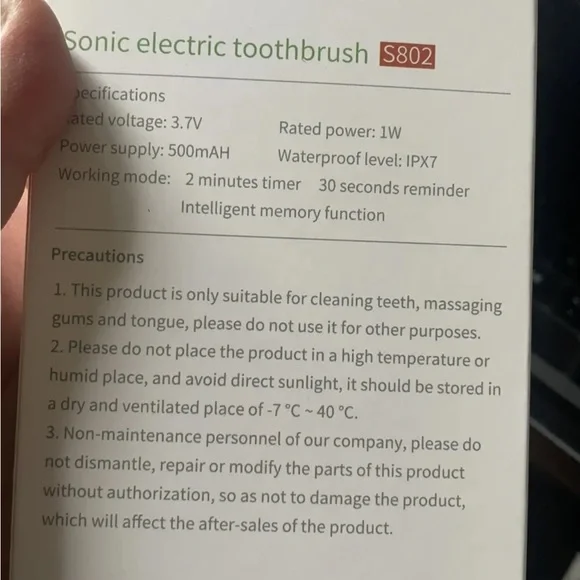 Sonic electric toothbrush S802
pecifications
ated voltage: 3.7V Rated power: 1W
Power supply: 500mAH Waterproof level: IPX7
Working mode: 2 minutes timer 30 seconds reminder
Intelligent memory function
Precautions
1. This product is only suitable for cleaning teeth, massaging
gums and tongue, please do not use it for other purposes.
2. Please do not place the product in a high temperature or
humid place, and avoid direct sunlight, it should be stored in
a dry and ventilated place of -7 ℃ ~ 40 ℃.
3. Non-maintenance personnel of our company, please do
not dismantle, repair or modify the parts of this product
without authorization, so as not to damage the product,
which will affect the after-sales of the product.